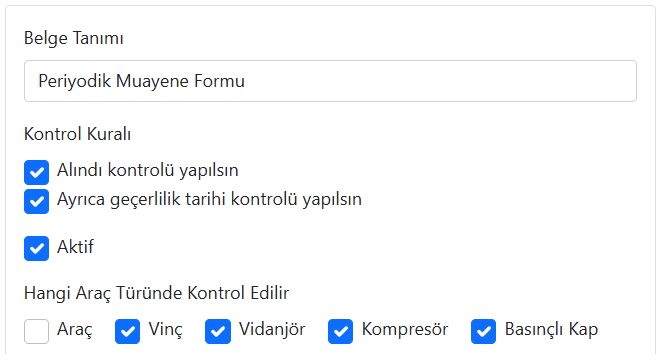 Belge Tanımı
Periyodik Muayene Formu
Kontrol Kuralı
Alındı kontrolü yapılsın
Ayrıca geçerlilik tarihi kontrolü yapılsın
Aktif
Hangi Araç Türünde Kontrol Edilir
Araç Vinç Vidanjör Kompresör Basınçlı Kap